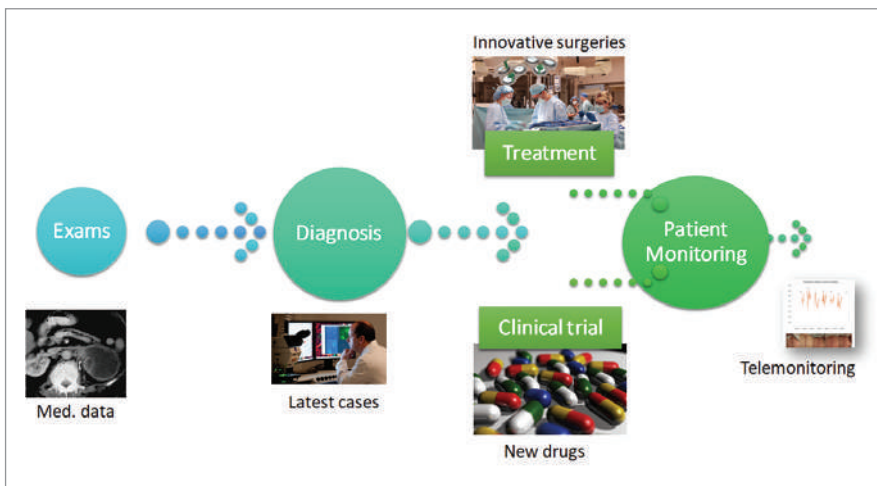 Innovative surgeries
Treatment
Exams
Diagnosis
Patient
Monitoring
Clinical trial
Med. data
Latest cases
New drugs
Telemonitoring